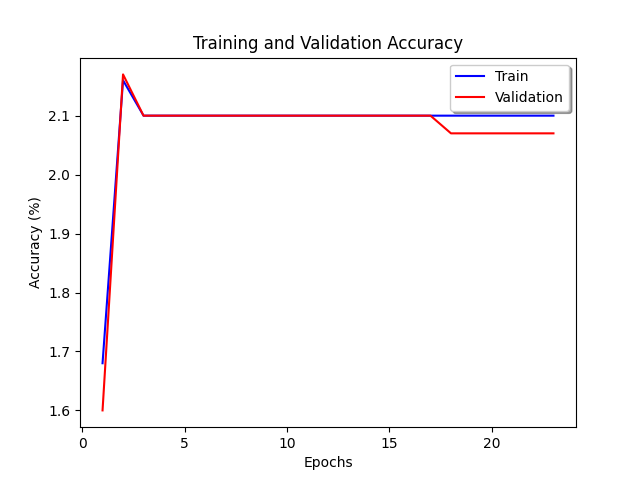 Training and Validation Accuracy
Train
Validation
Accuracy (%)
2.1
2.0
1.9
1.8
1.7
1.6
0 5 10 15 20
Epochs